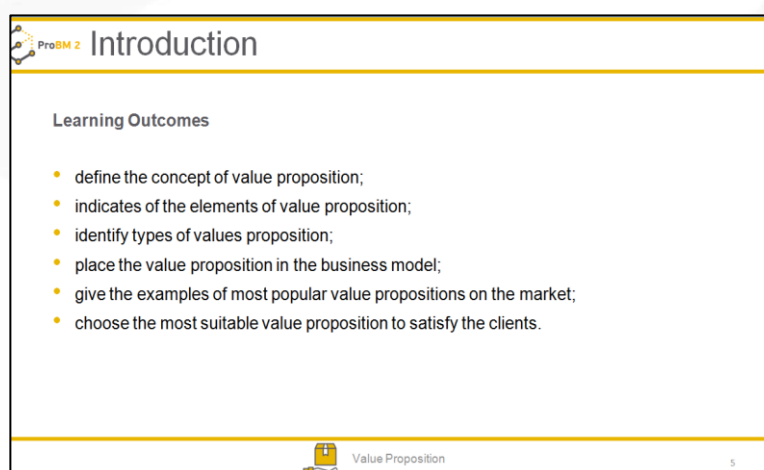 ProBM 2 Introduction
Learning Outcomes
define the concept of value proposition;
indicates of the elements of value proposition;
identify types of values proposition;
place the value proposition in the business model;
give the examples of most popular value propositions on the market;
choose the most suitable value proposition to satisfy the clients.
Value Proposition
5